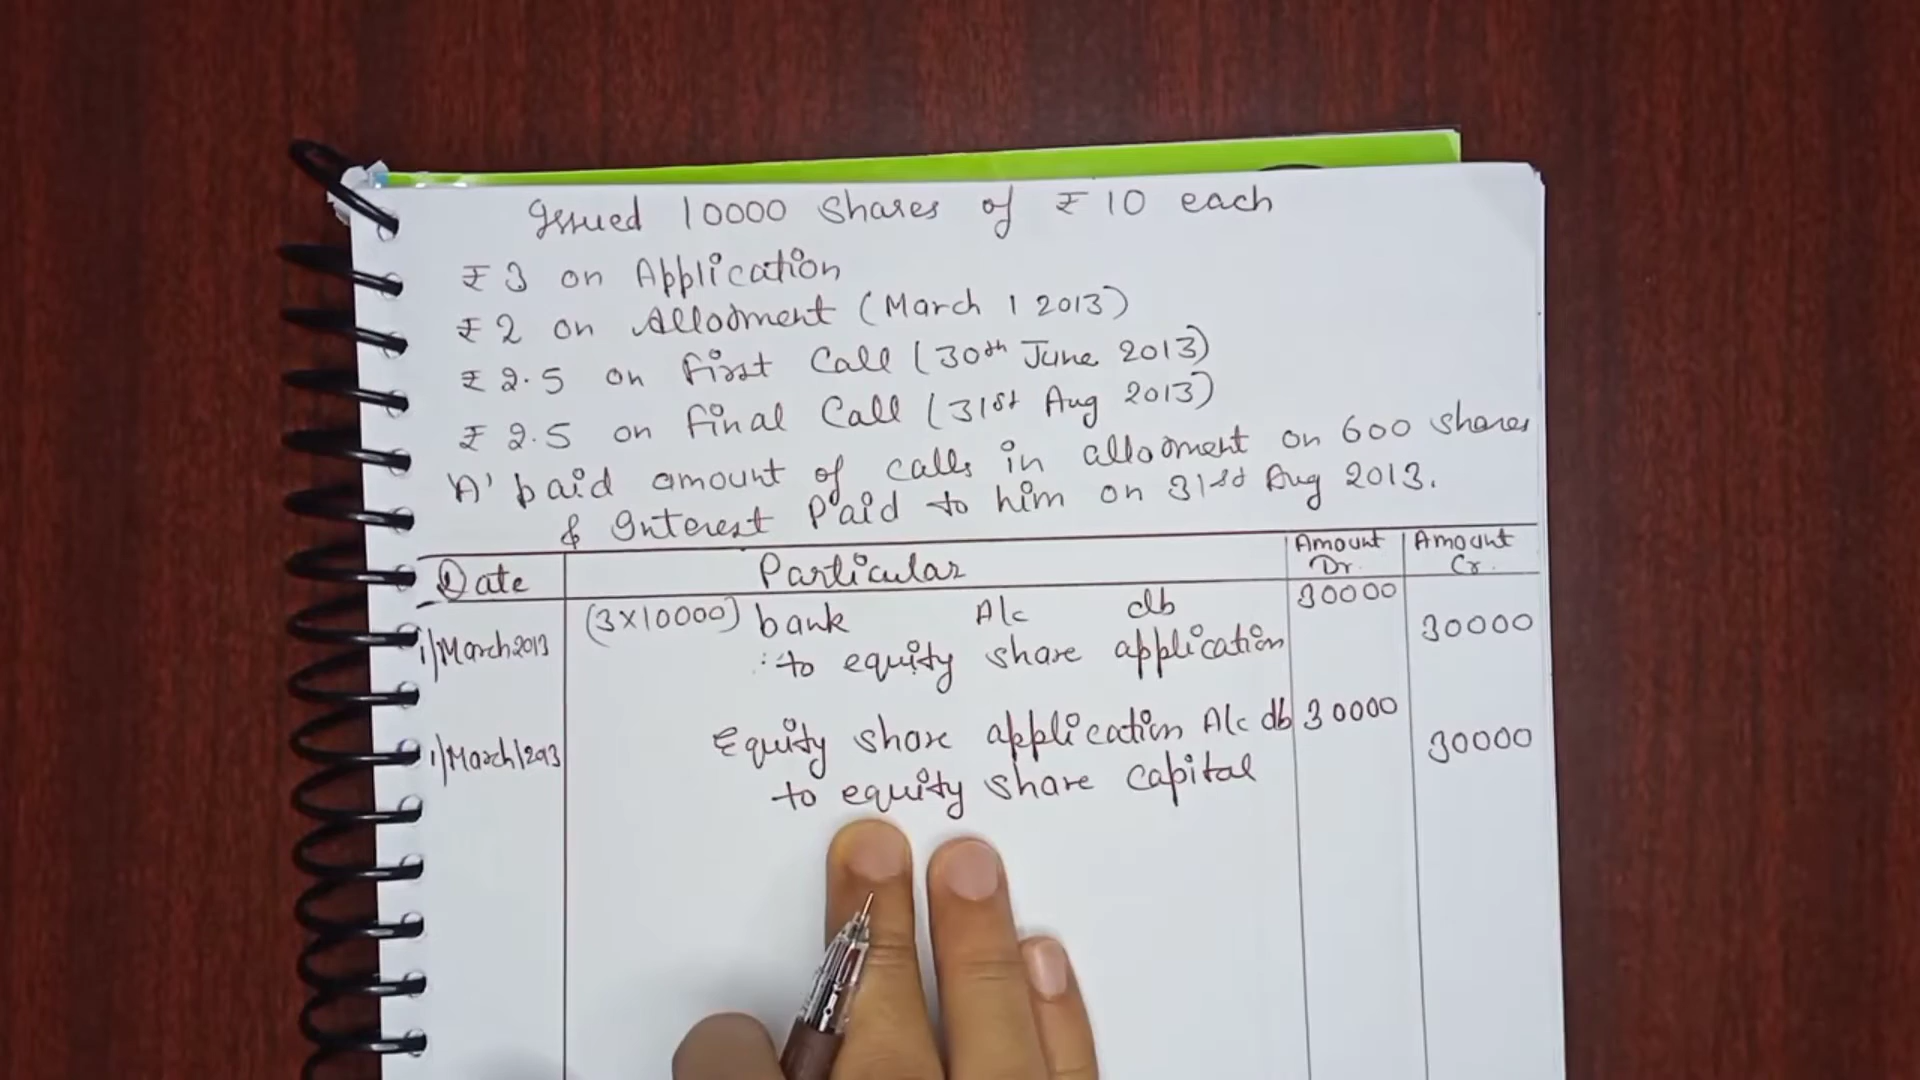 Issued 10000 shares of ₹ 10 each
₹ 3 on Application
₹ 2 on Allotment (March 1 2013)
₹ 2.5 on first Call (30th June 2013)
₹ 2.5 on final Call (31st Aug 2013)
'A' paid amount of calls in allotment on 600 shares
& Interest Paid to him on 31st Aug 2013.
Date Particular Amount Dr. Amount Cr.
1/March2013 (3×10000) bank A/c db 30000
to equity share application 30000
1/March/2013 Equity share application A/c db 30000
to equity share capital 30000